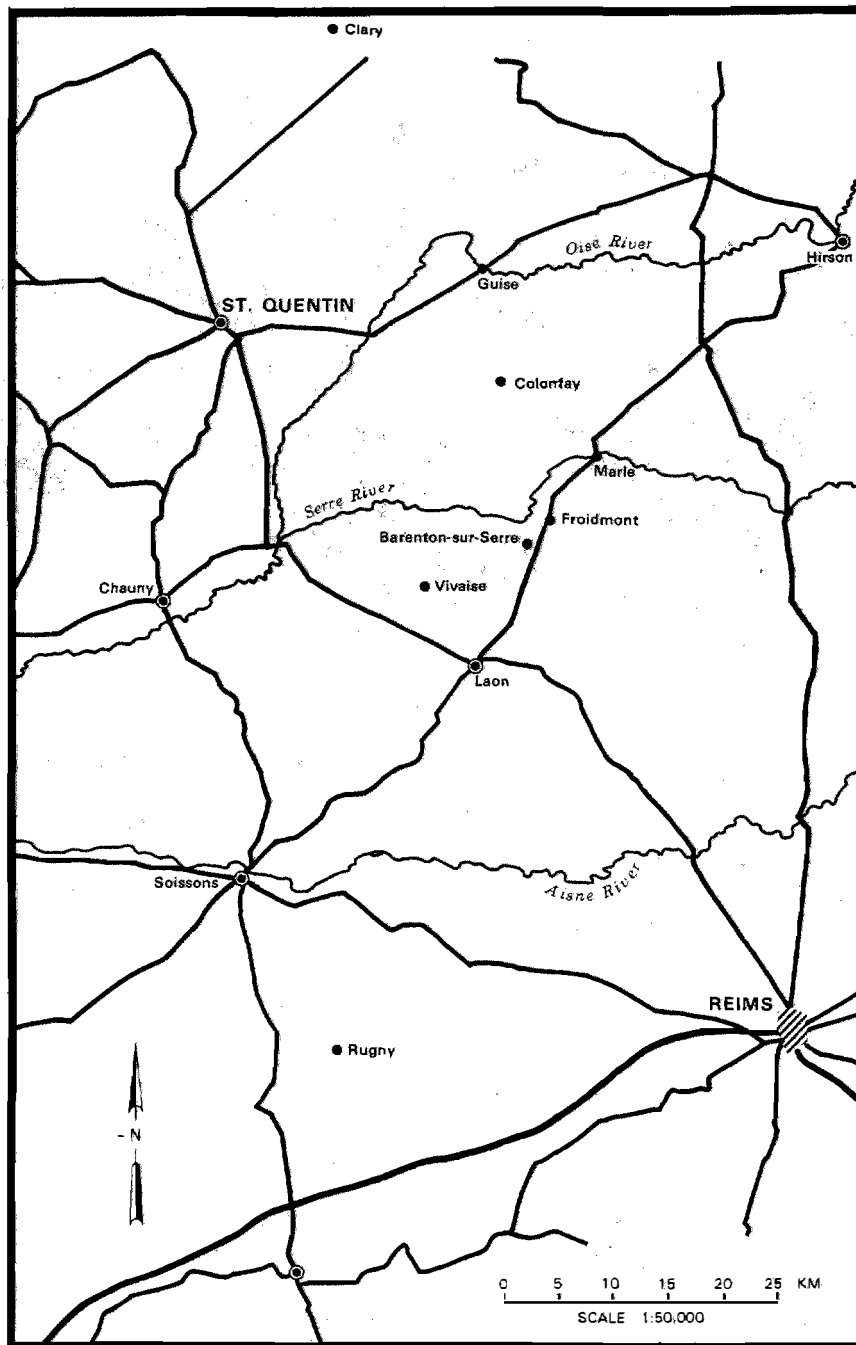 Clary
Oise River
Hirson
Guise
ST. QUENTIN
Colonfay
Marle
Serre River
Froidmont
Barenton-sur-Serre
Chauny
Vivaise
Laon
Soissons
Aisne River
REIMS
Rugny
N
0 5 10 15 20 25 KM
SCALE 1:50,000